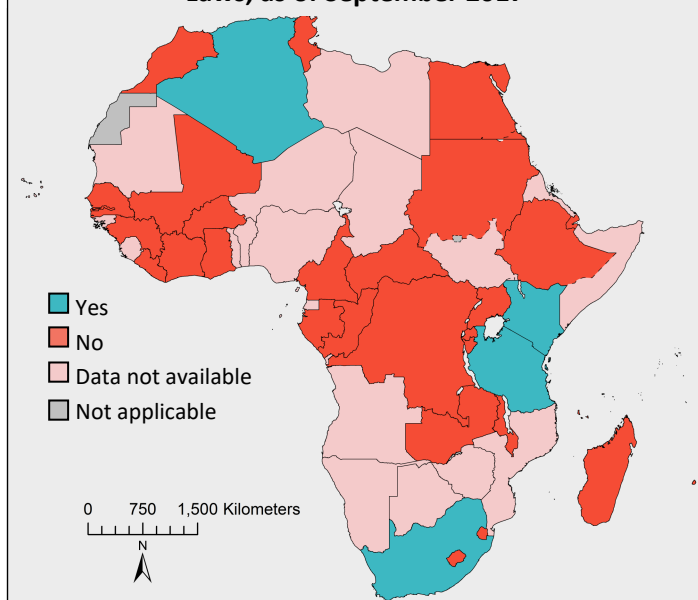 Yes
No
Data not available
Not applicable
0 750 1,500 Kilometers
N